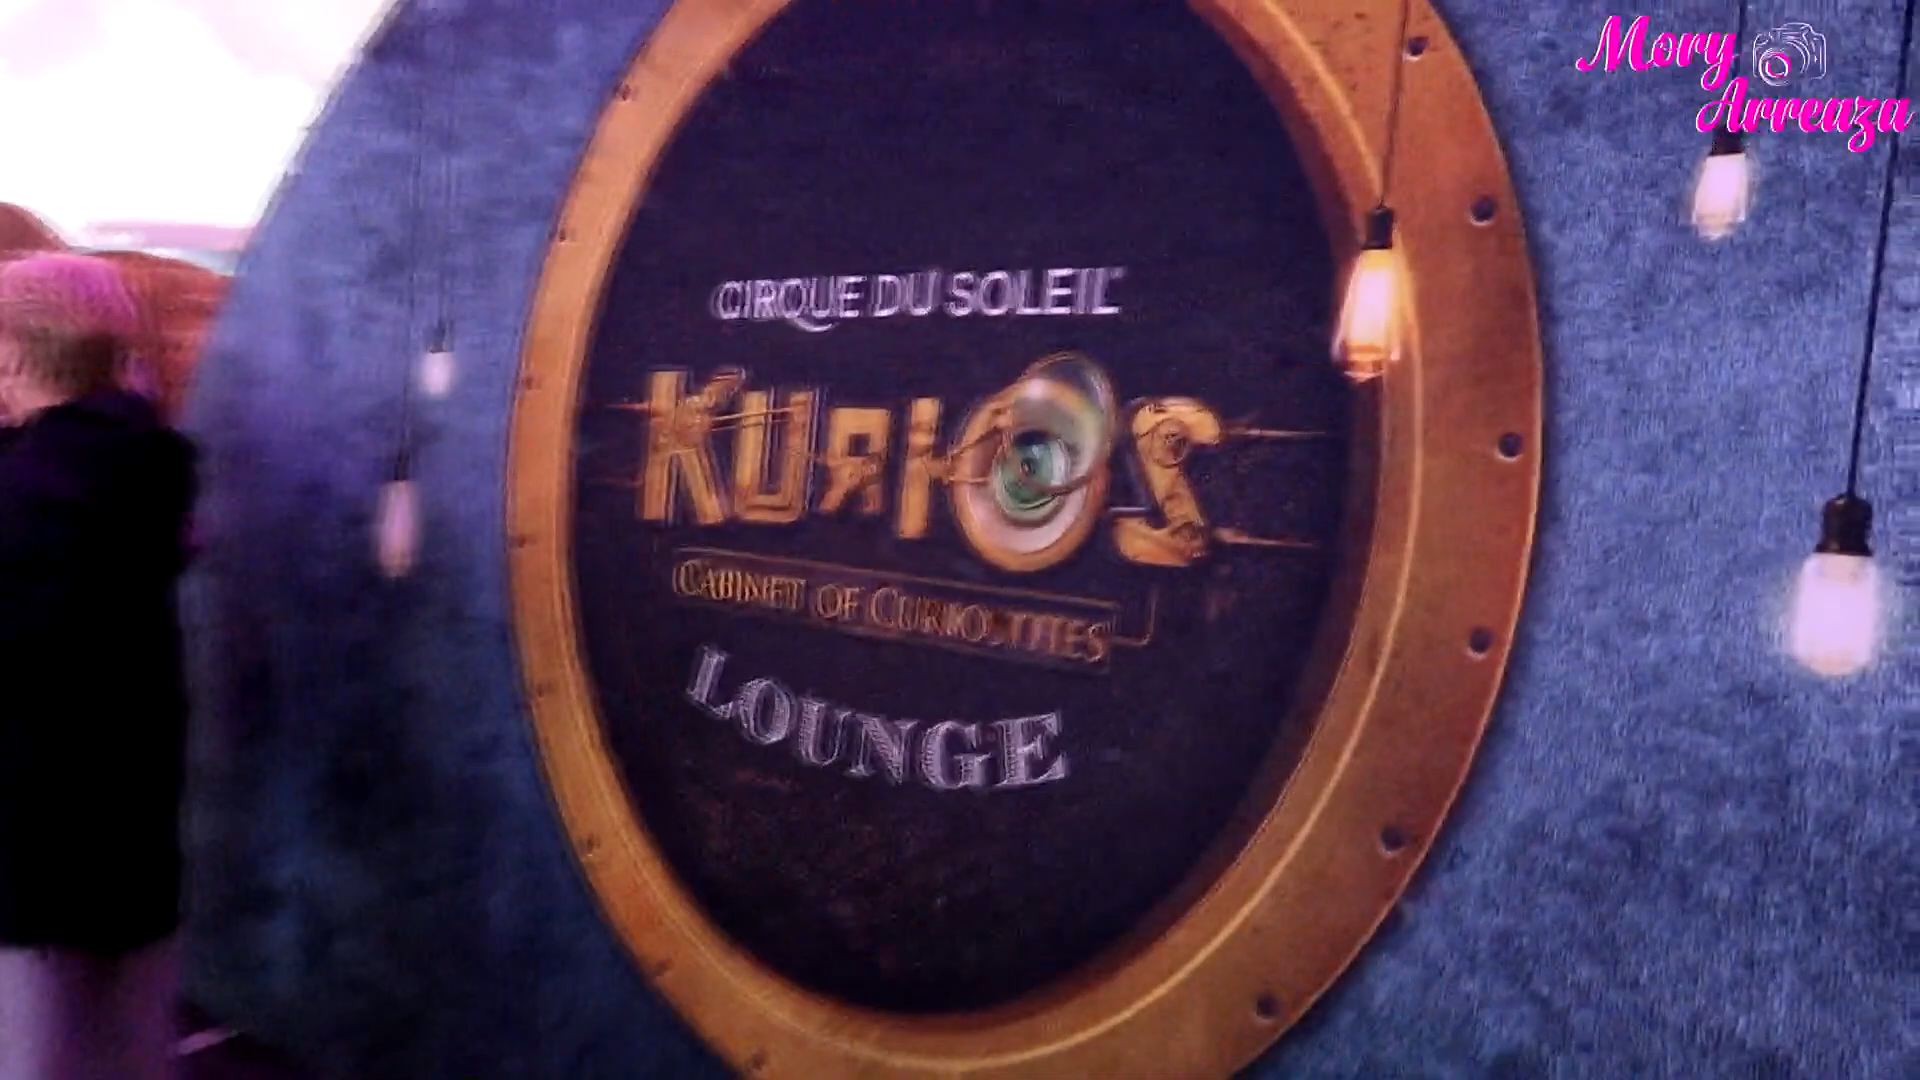 Mory
Arreaza
CIRQUE DU SOLEIL
KURIOS
CABINET OF CURIOSITIES
LOUNGE